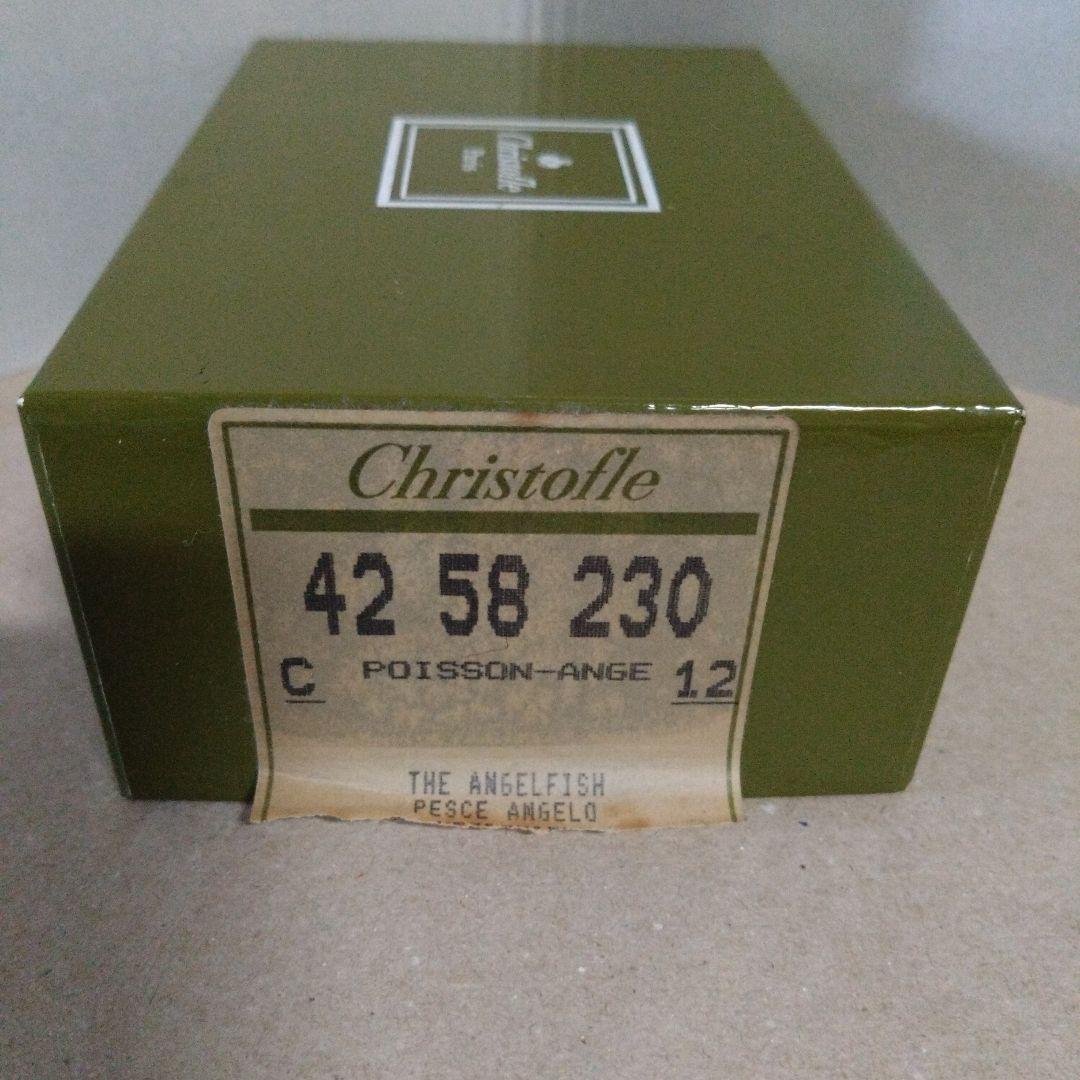 Christofle
Paris
Christofle
42 58 230
C POISSON-ANGE 12
THE ANGELFISH
PESCE ANGELO